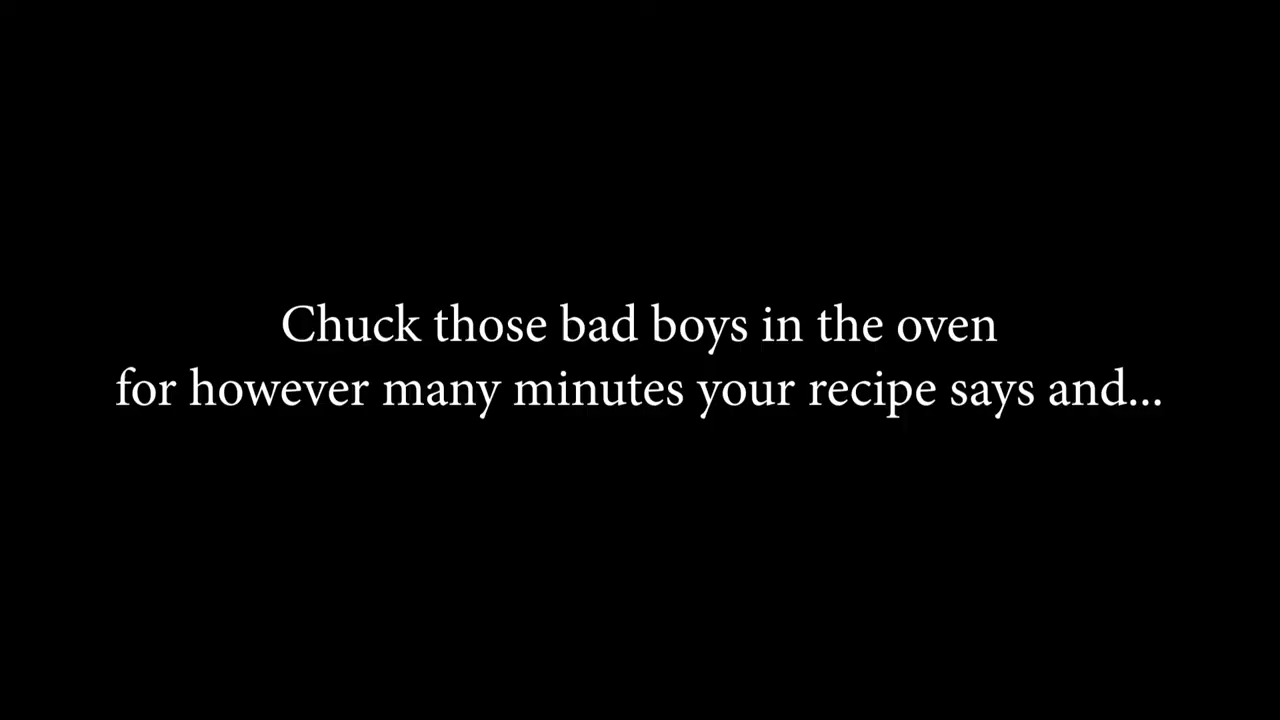 Chuck those bad boys in the oven
for however many minutes your recipe says and...